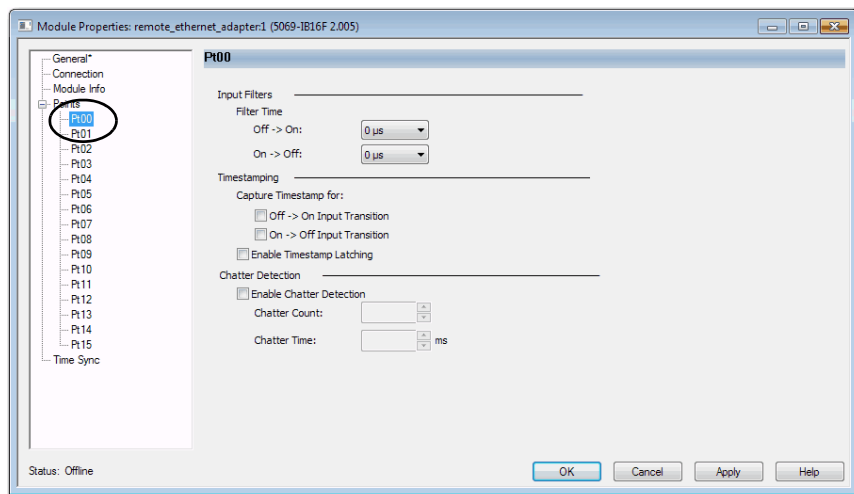 Module Properties: remote_ethernet_adapter:1 (5069-IB16F 2.005)
General*
Connection
Module Info
Points
Pt00
Pt01
Pt02
Pt03
Pt04
Pt05
Pt06
Pt07
Pt08
Pt09
Pt10
Pt11
Pt12
Pt13
Pt14
Pt15
Time Sync
Pt00
Input Filters
Filter Time
Off -> On: 0 µs
On -> Off: 0 µs
Timestamping
Capture Timestamp for:
Off -> On Input Transition
On -> Off Input Transition
Enable Timestamp Latching
Chatter Detection
Enable Chatter Detection
Chatter Count:
Chatter Time: ms
Status: Offline
OK Cancel Apply Help